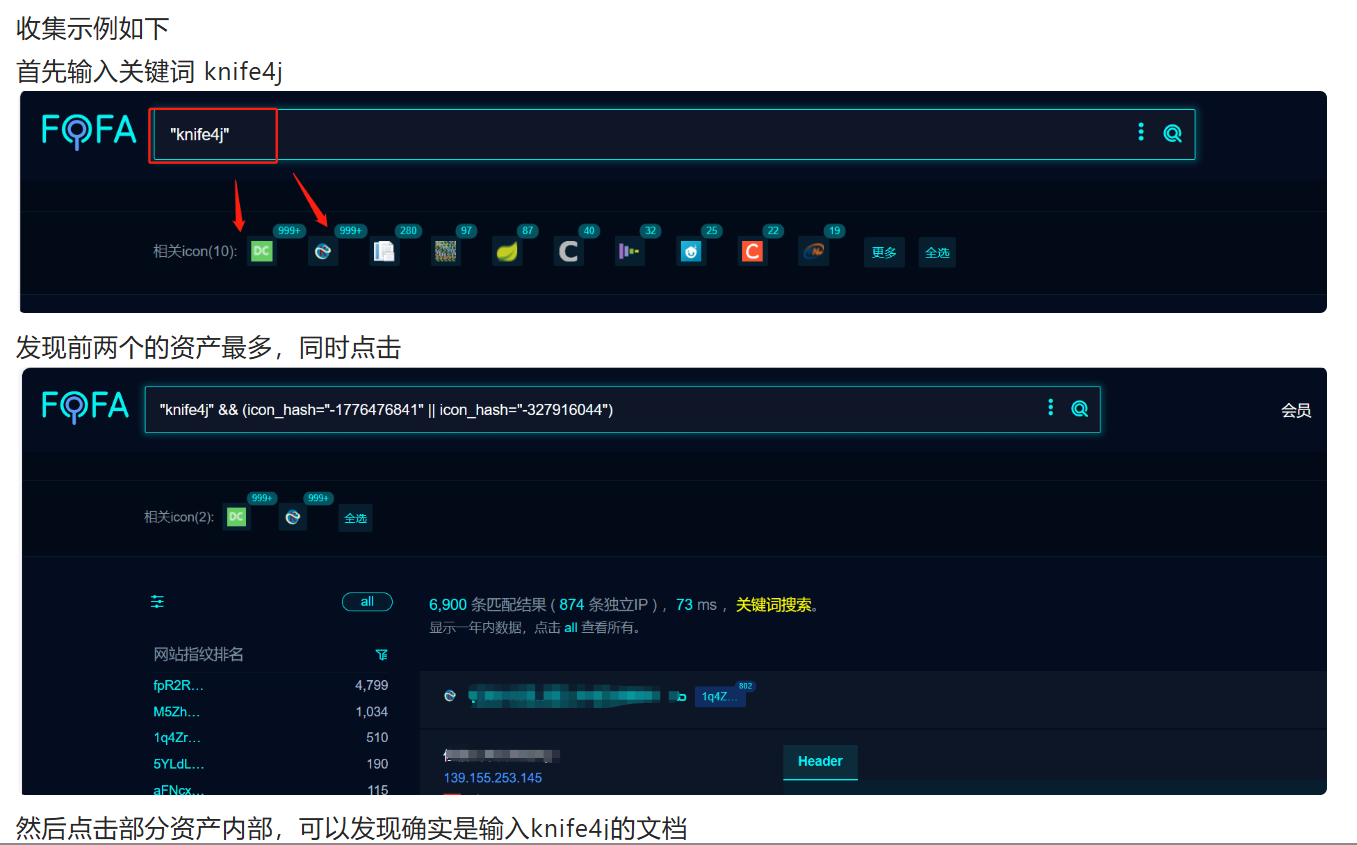 收集示例如下
首先输入关键词 knife4j
FOFA
"knife4j"
相关icon(10):
DC 999+ 999+ 280 97 87 40 32 25 22 19
更多 全选
发现前两个的资产最多，同时点击
FOFA
"knife4j" && (icon_hash="-1776476841" || icon_hash="-327916044")
会员
相关icon(2): DC 999+ 999+ 全选
all
6,900 条匹配结果 ( 874 条独立IP ) ，73 ms ，关键词搜索。
显示一年内数据，点击 all 查看所有。
网站指纹排名
fpR2R... 4,799
M5Zh... 1,034
1q4Zr... 510
5YLdL... 190
aFNcx... 115
1q4Z... 802
139.155.253.145
Header
然后点击部分资产内部，可以发现确实是输入knife4j的文档